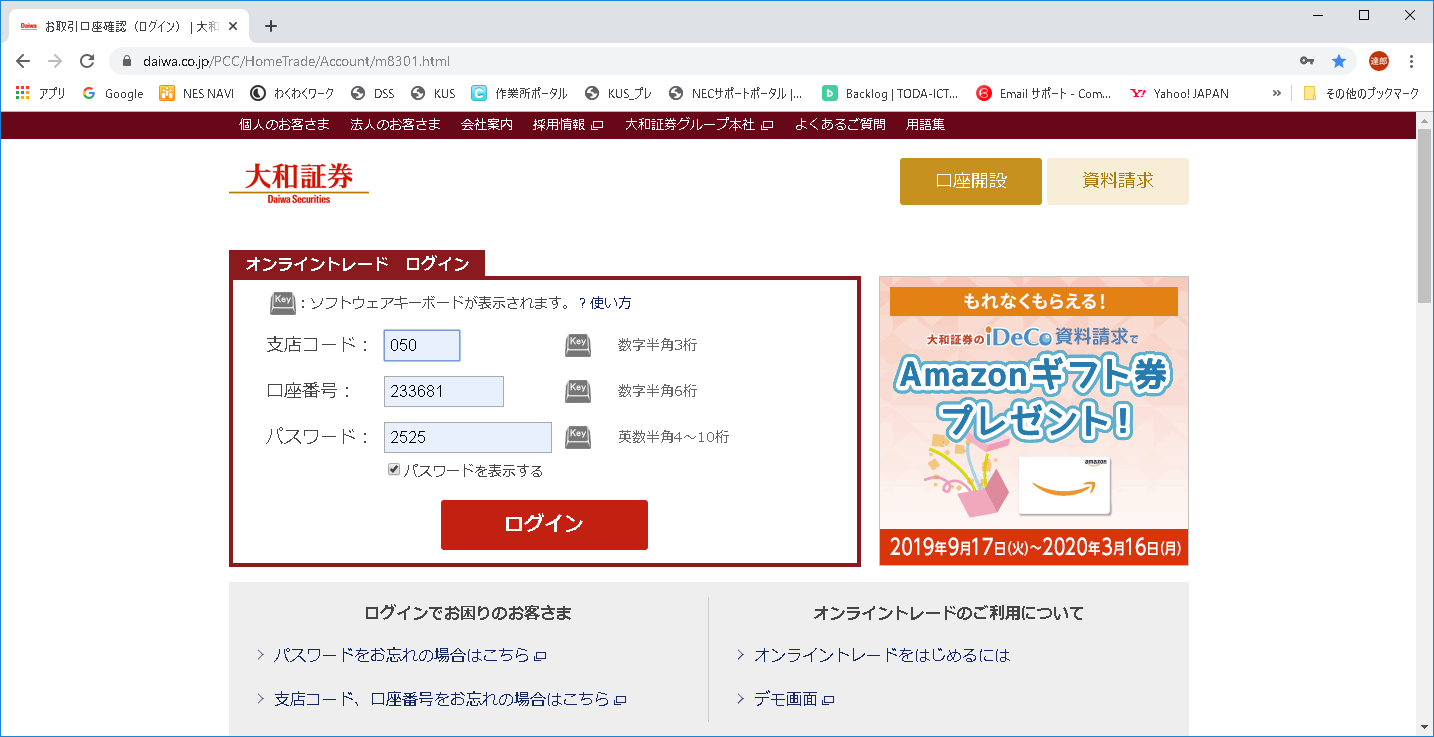 お取引口座確認（ログイン） | 大和
daiwa.co.jp/PCC/HomeTrade/Account/m8301.html
達郎
アプリ Google NES NAVI わくわくワーク DSS KUS 作業所ポータル KUS_プレ NECサポートポータル |... Backlog | TODA-ICT... Email サポート - Com... Yahoo! JAPAN » その他のブックマーク
個人のお客さま 法人のお客さま 会社案内 採用情報 大和証券グループ本社 よくあるご質問 用語集
大和証券
Daiwa Securities
口座開設 資料請求
オンライントレード ログイン
Key：ソフトウェアキーボードが表示されます。 ? 使い方
支店コード： 050 Key 数字半角3桁
口座番号： 233681 Key 数字半角6桁
パスワード： 2525 Key 英数半角4～10桁
パスワードを表示する
ログイン
もれなくもらえる！
大和証券のiDeCo資料請求で
Amazonギフト券
プレゼント！
amazon
2019年9月17日(火)～2020年3月16日(月)
ログインでお困りのお客さま
パスワードをお忘れの場合はこちら
支店コード、口座番号をお忘れの場合はこちら
オンライントレードのご利用について
オンライントレードをはじめるには
デモ画面